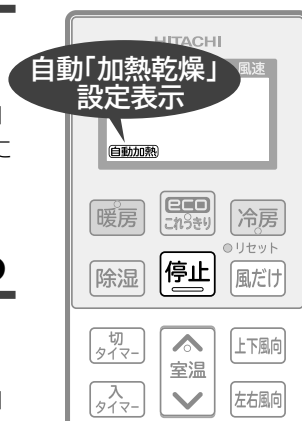 HITACHI
自動「加熱乾燥」
設定表示
風速
に
自動加熱
暖房
eco
これっきり
冷房
リセット
除湿
停止
風だけ
切
タイマー
室温
上下風向
入
タイマー
左右風向